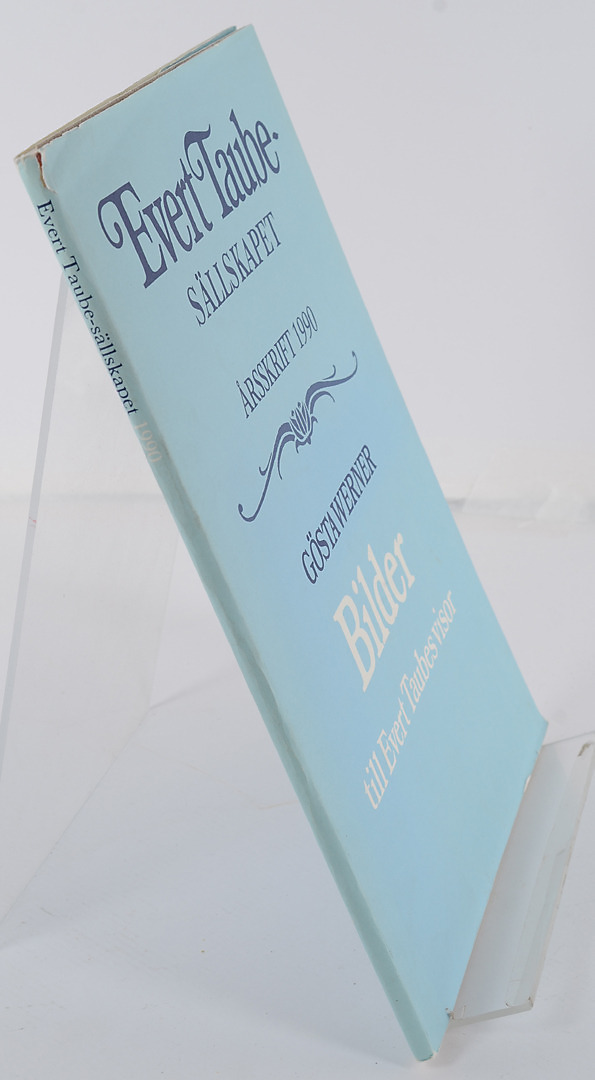 Evert Taube-
SÄLLSKAPET
ÅRSSKRIFT 1990
GÖSTA WERNER
Bilder
till Evert Taubes visor
Evert Taube-sällskapet 1990